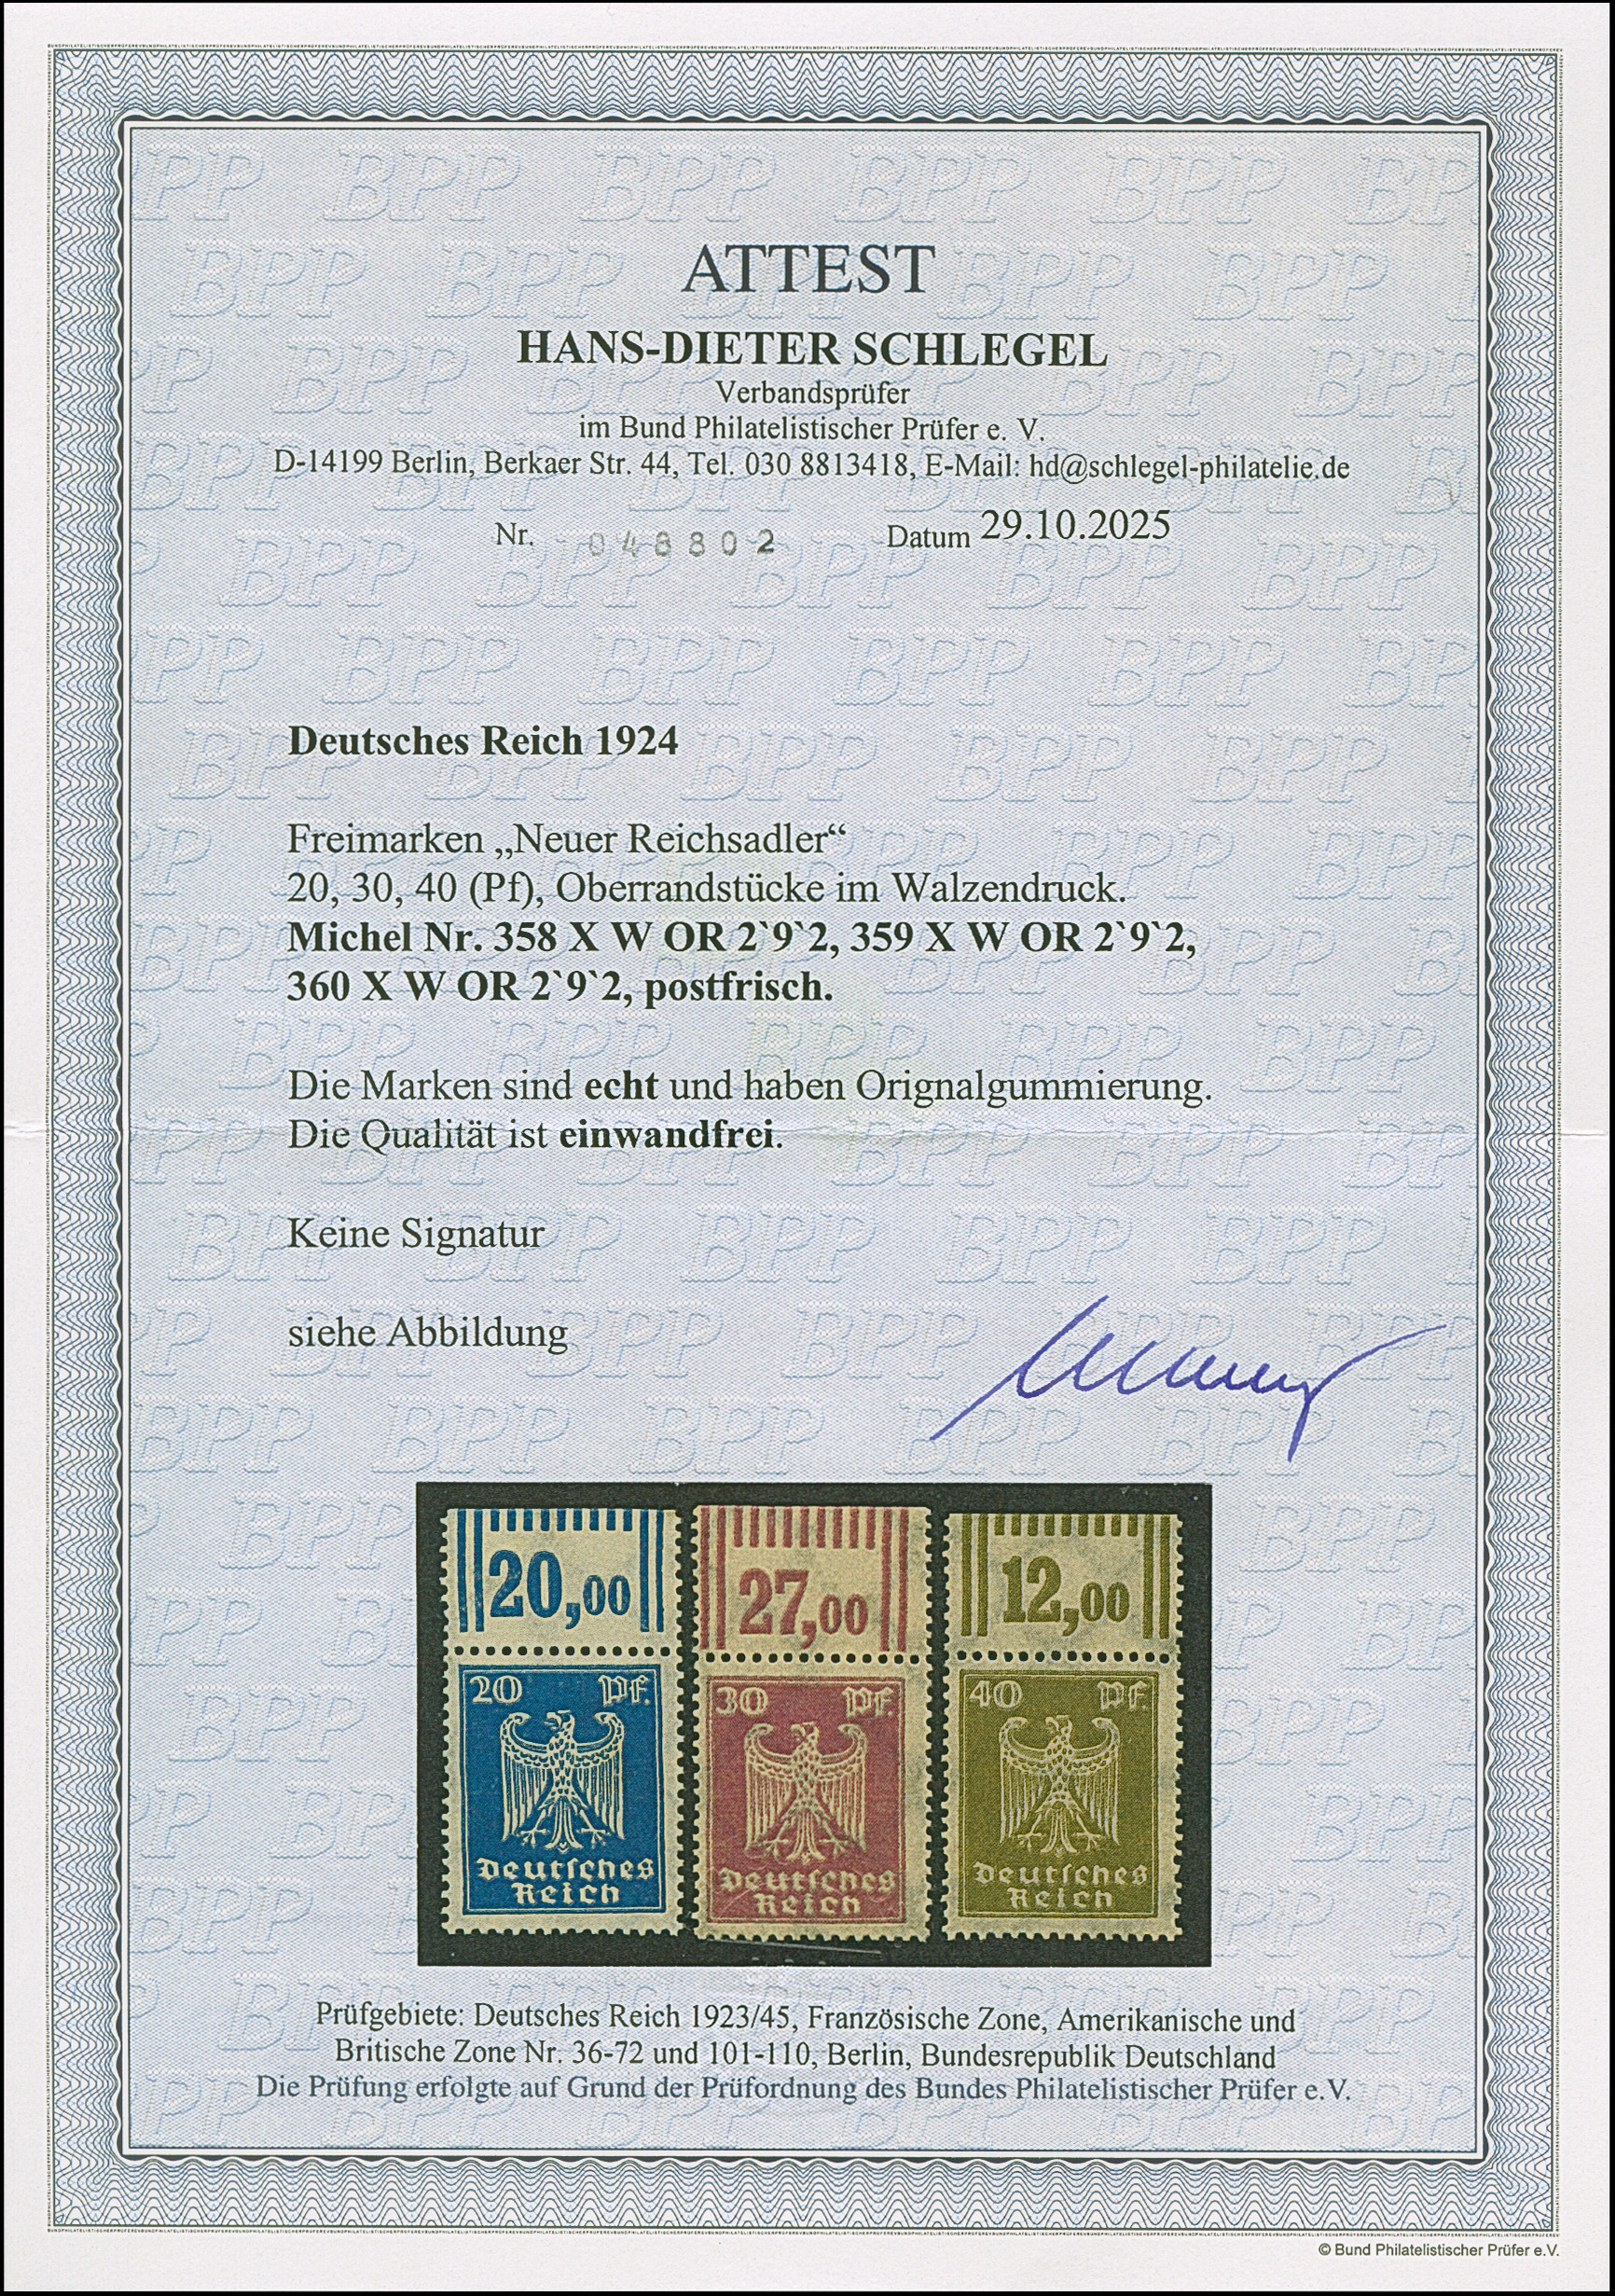 ATTEST
HANS-DIETER SCHLEGEL
Verbandsprüfer
im Bund Philatelistischer Prüfer e. V.
D-14199 Berlin, Berkaer Str. 44, Tel. 030 8813418, E-Mail: hd@schlegel-philatelie.de
Nr. 048802 Datum 29.10.2025
Deutsches Reich 1924
Freimarken „Neuer Reichsadler“
20, 30, 40 (Pf), Oberrandstücke im Walzendruck.
Michel Nr. 358 X W OR 2`9`2, 359 X W OR 2`9`2,
360 X W OR 2`9`2, postfrisch.
Die Marken sind echt und haben Orignalgummierung.
Die Qualität ist einwandfrei.
Keine Signatur
siehe Abbildung
20,00 27,00 12,00
20 Pf. 30 Pf. 40 Pf.
Deutsches Deutsches Deutsches
Reich Reich Reich
Prüfgebiete: Deutsches Reich 1923/45, Französische Zone, Amerikanische und
Britische Zone Nr. 36-72 und 101-110, Berlin, Bundesrepublik Deutschland
Die Prüfung erfolgte auf Grund der Prüfordnung des Bundes Philatelistischer Prüfer e.V.
© Bund Philatelistischer Prüfer e.V.